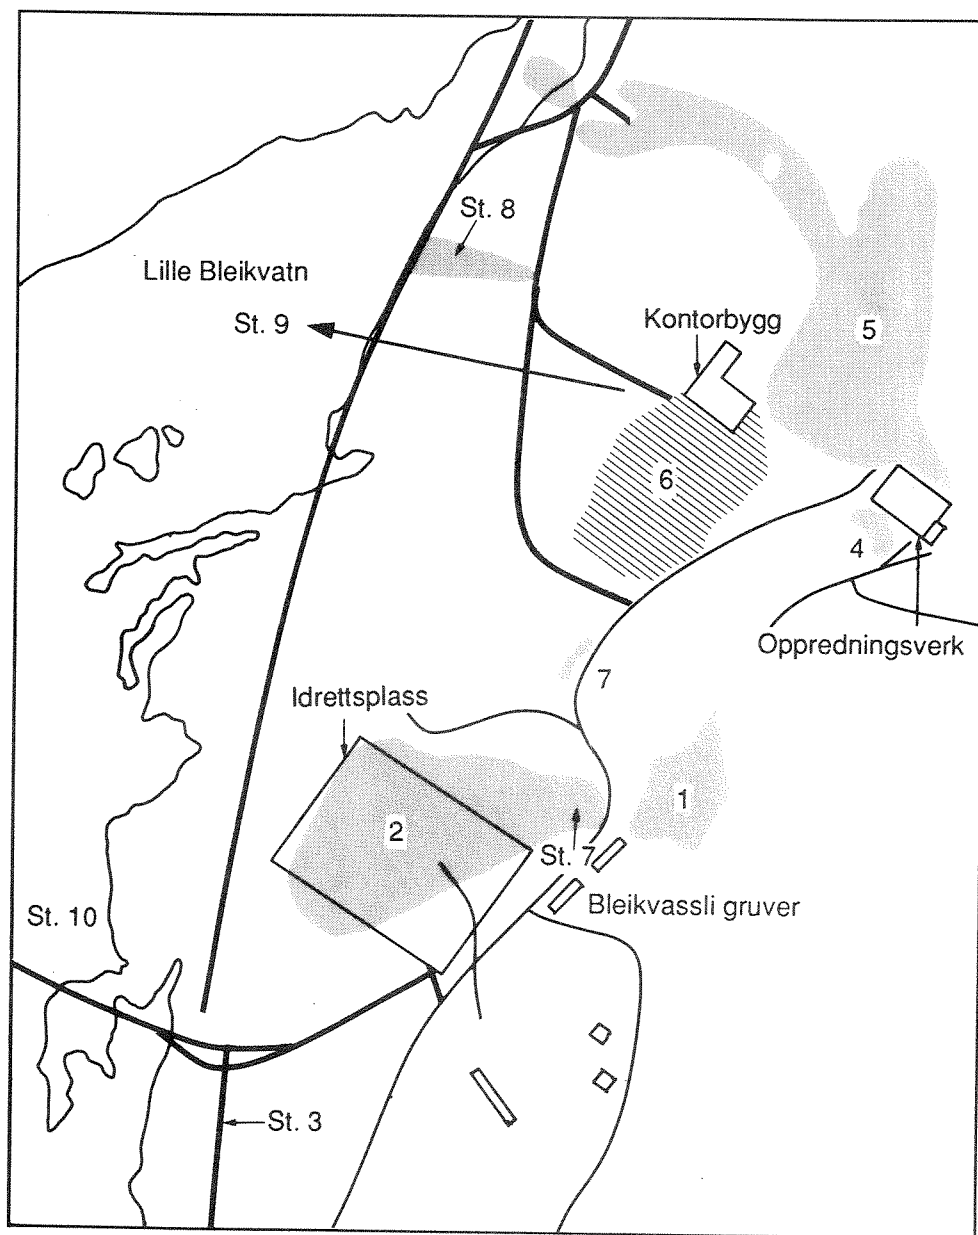 St. 8
Lille Bleikvatn
St. 9
Kontorbygg
5
6
4
Oppredningsverk
7
Idrettsplass
1
2
St. 7
Bleikvassli gruver
St. 10
St. 3